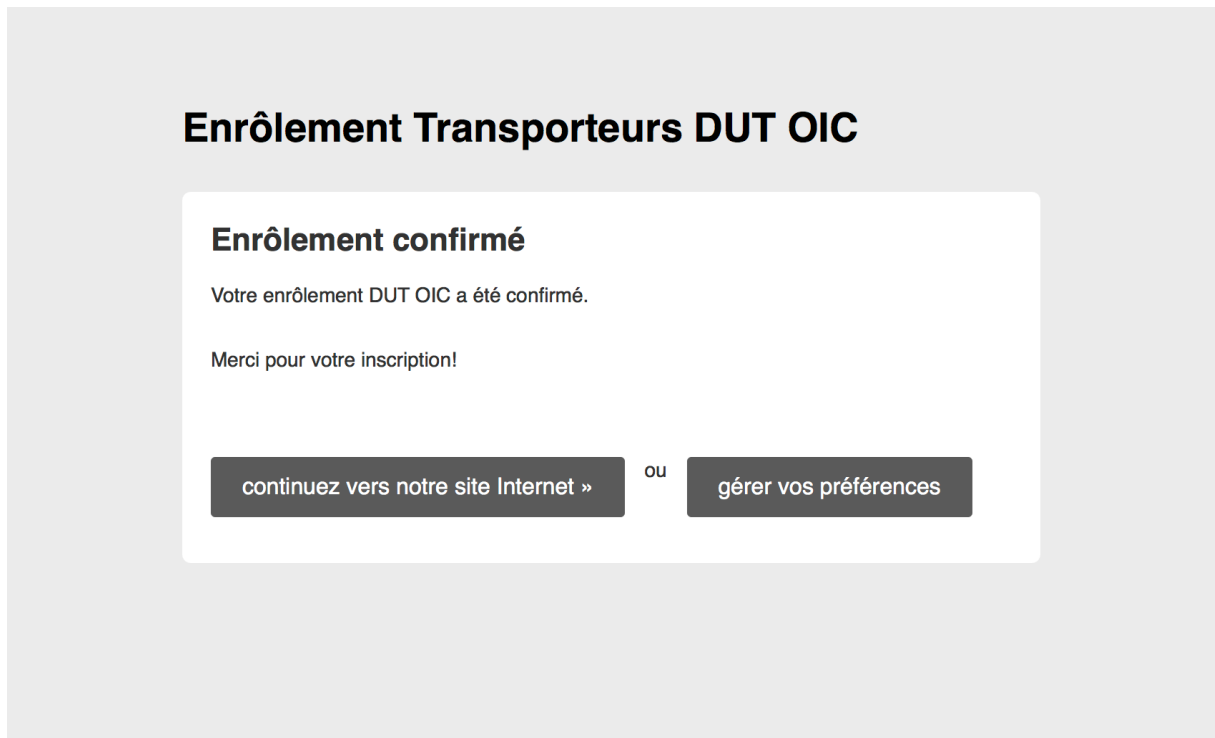 Enrôlement Transporteurs DUT OIC
Enrôlement confirmé
Votre enrôlement DUT OIC a été confirmé.
Merci pour votre inscription!
continuez vers notre site Internet »
ou
gérer vos préférences